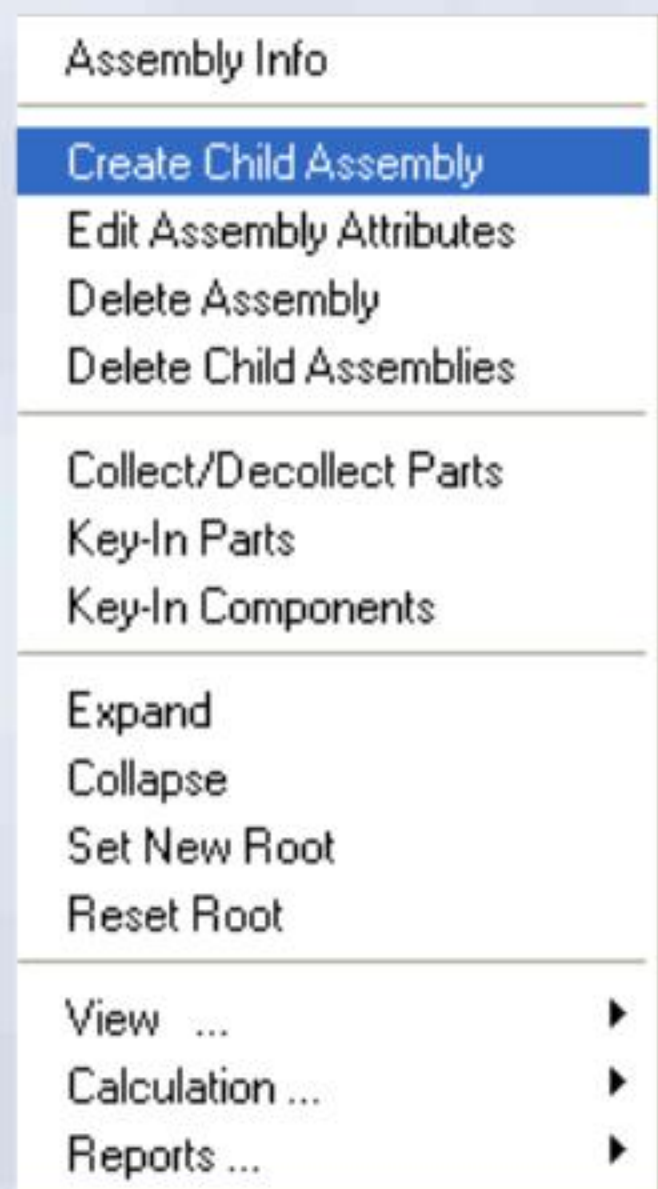 Assembly Info
Create Child Assembly
Edit Assembly Attributes
Delete Assembly
Delete Child Assemblies
Collect/Decollect Parts
Key-In Parts
Key-In Components
Expand
Collapse
Set New Root
Reset Root
View ...
Calculation ...
Reports ...